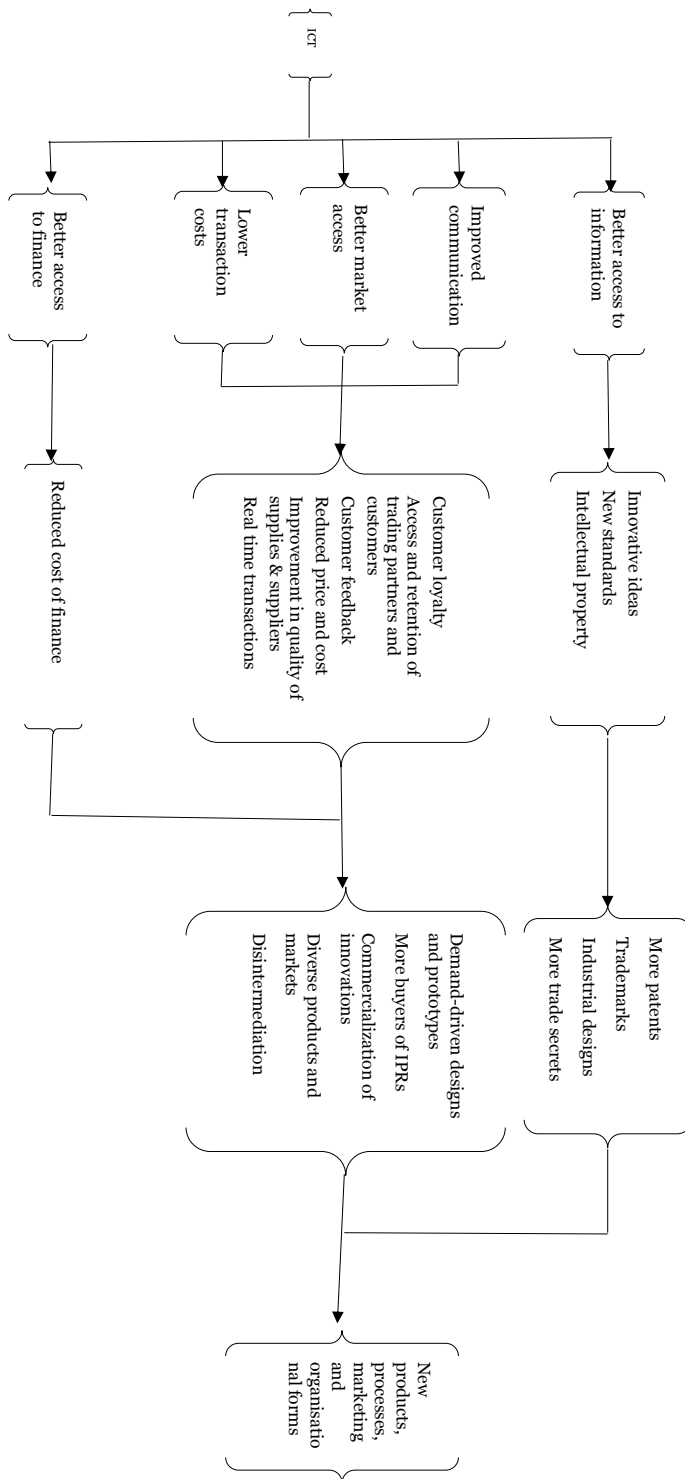 ICT
Better access to
information
Improved
communication
Better market
access
Lower
transaction
costs
Better access
to finance
Innovative ideas
New standards
Intellectual property
Customer loyalty
Access and retention of
trading partners and
customers
Customer feedback
Reduced price and cost
Improvement in quality of
supplies & suppliers
Real time transactions
Reduced cost of finance
More patents
Trademarks
Industrial designs
More trade secrets
Demand-driven designs
and prototypes
More buyers of IPRs
Commercialization of
innovations
Diverse products and
markets
Disintermediation
New
products,
processes,
marketing
and
organisatio
nal forms